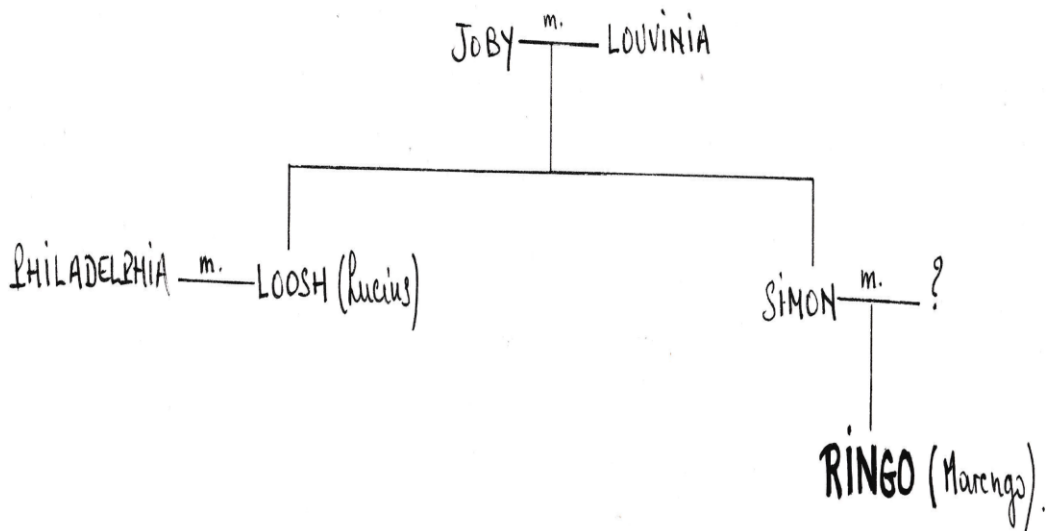 JOBY m. LOUVINIA
PHILADELPHIA m. LOOSH (Lucius)
SIMON m. ?
RINGO (Marengo).